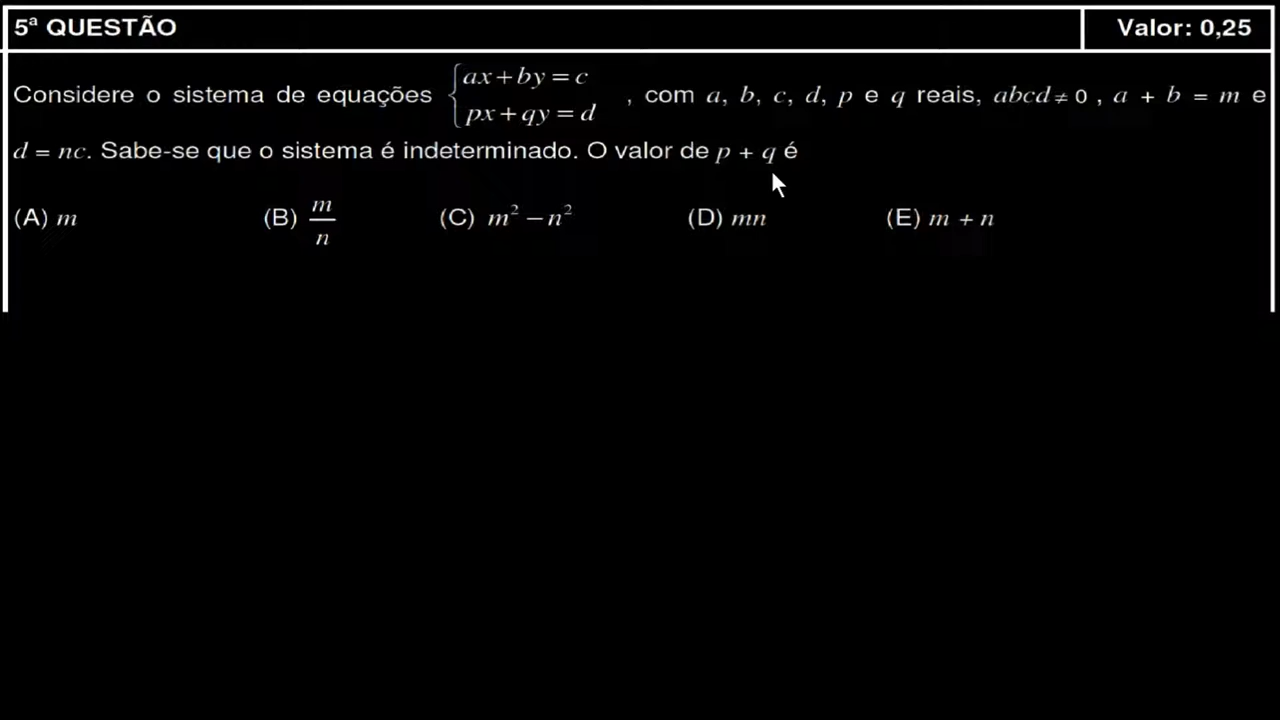 5ª QUESTÃO Valor: 0,25
Considere o sistema de equações { ax + by = c
px + qy = d , com a, b, c, d, p e q reais, abcd ≠ 0 , a + b = m e
d = nc. Sabe-se que o sistema é indeterminado. O valor de p + q é
(A) m (B) m/n (C) m² − n² (D) mn (E) m + n